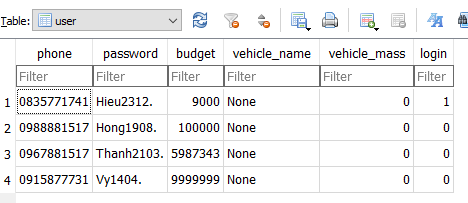 Table: user
phone password budget vehicle_name vehicle_mass login
Filter Filter Filter Filter Filter Filter
1 0835771741 Hieu2312. 9000 None 0 1
2 0988881517 Hong1908. 100000 None 0 0
3 0967881517 Thanh2103. 5987343 None 0 0
4 0915877731 Vy1404. 9999999 None 0 0